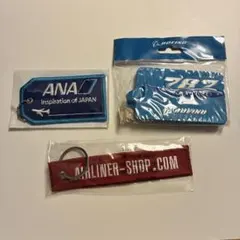 ANA
Inspiration of JAPAN
BOEING
787
BOEING
AIRLINER-SHOP.COM